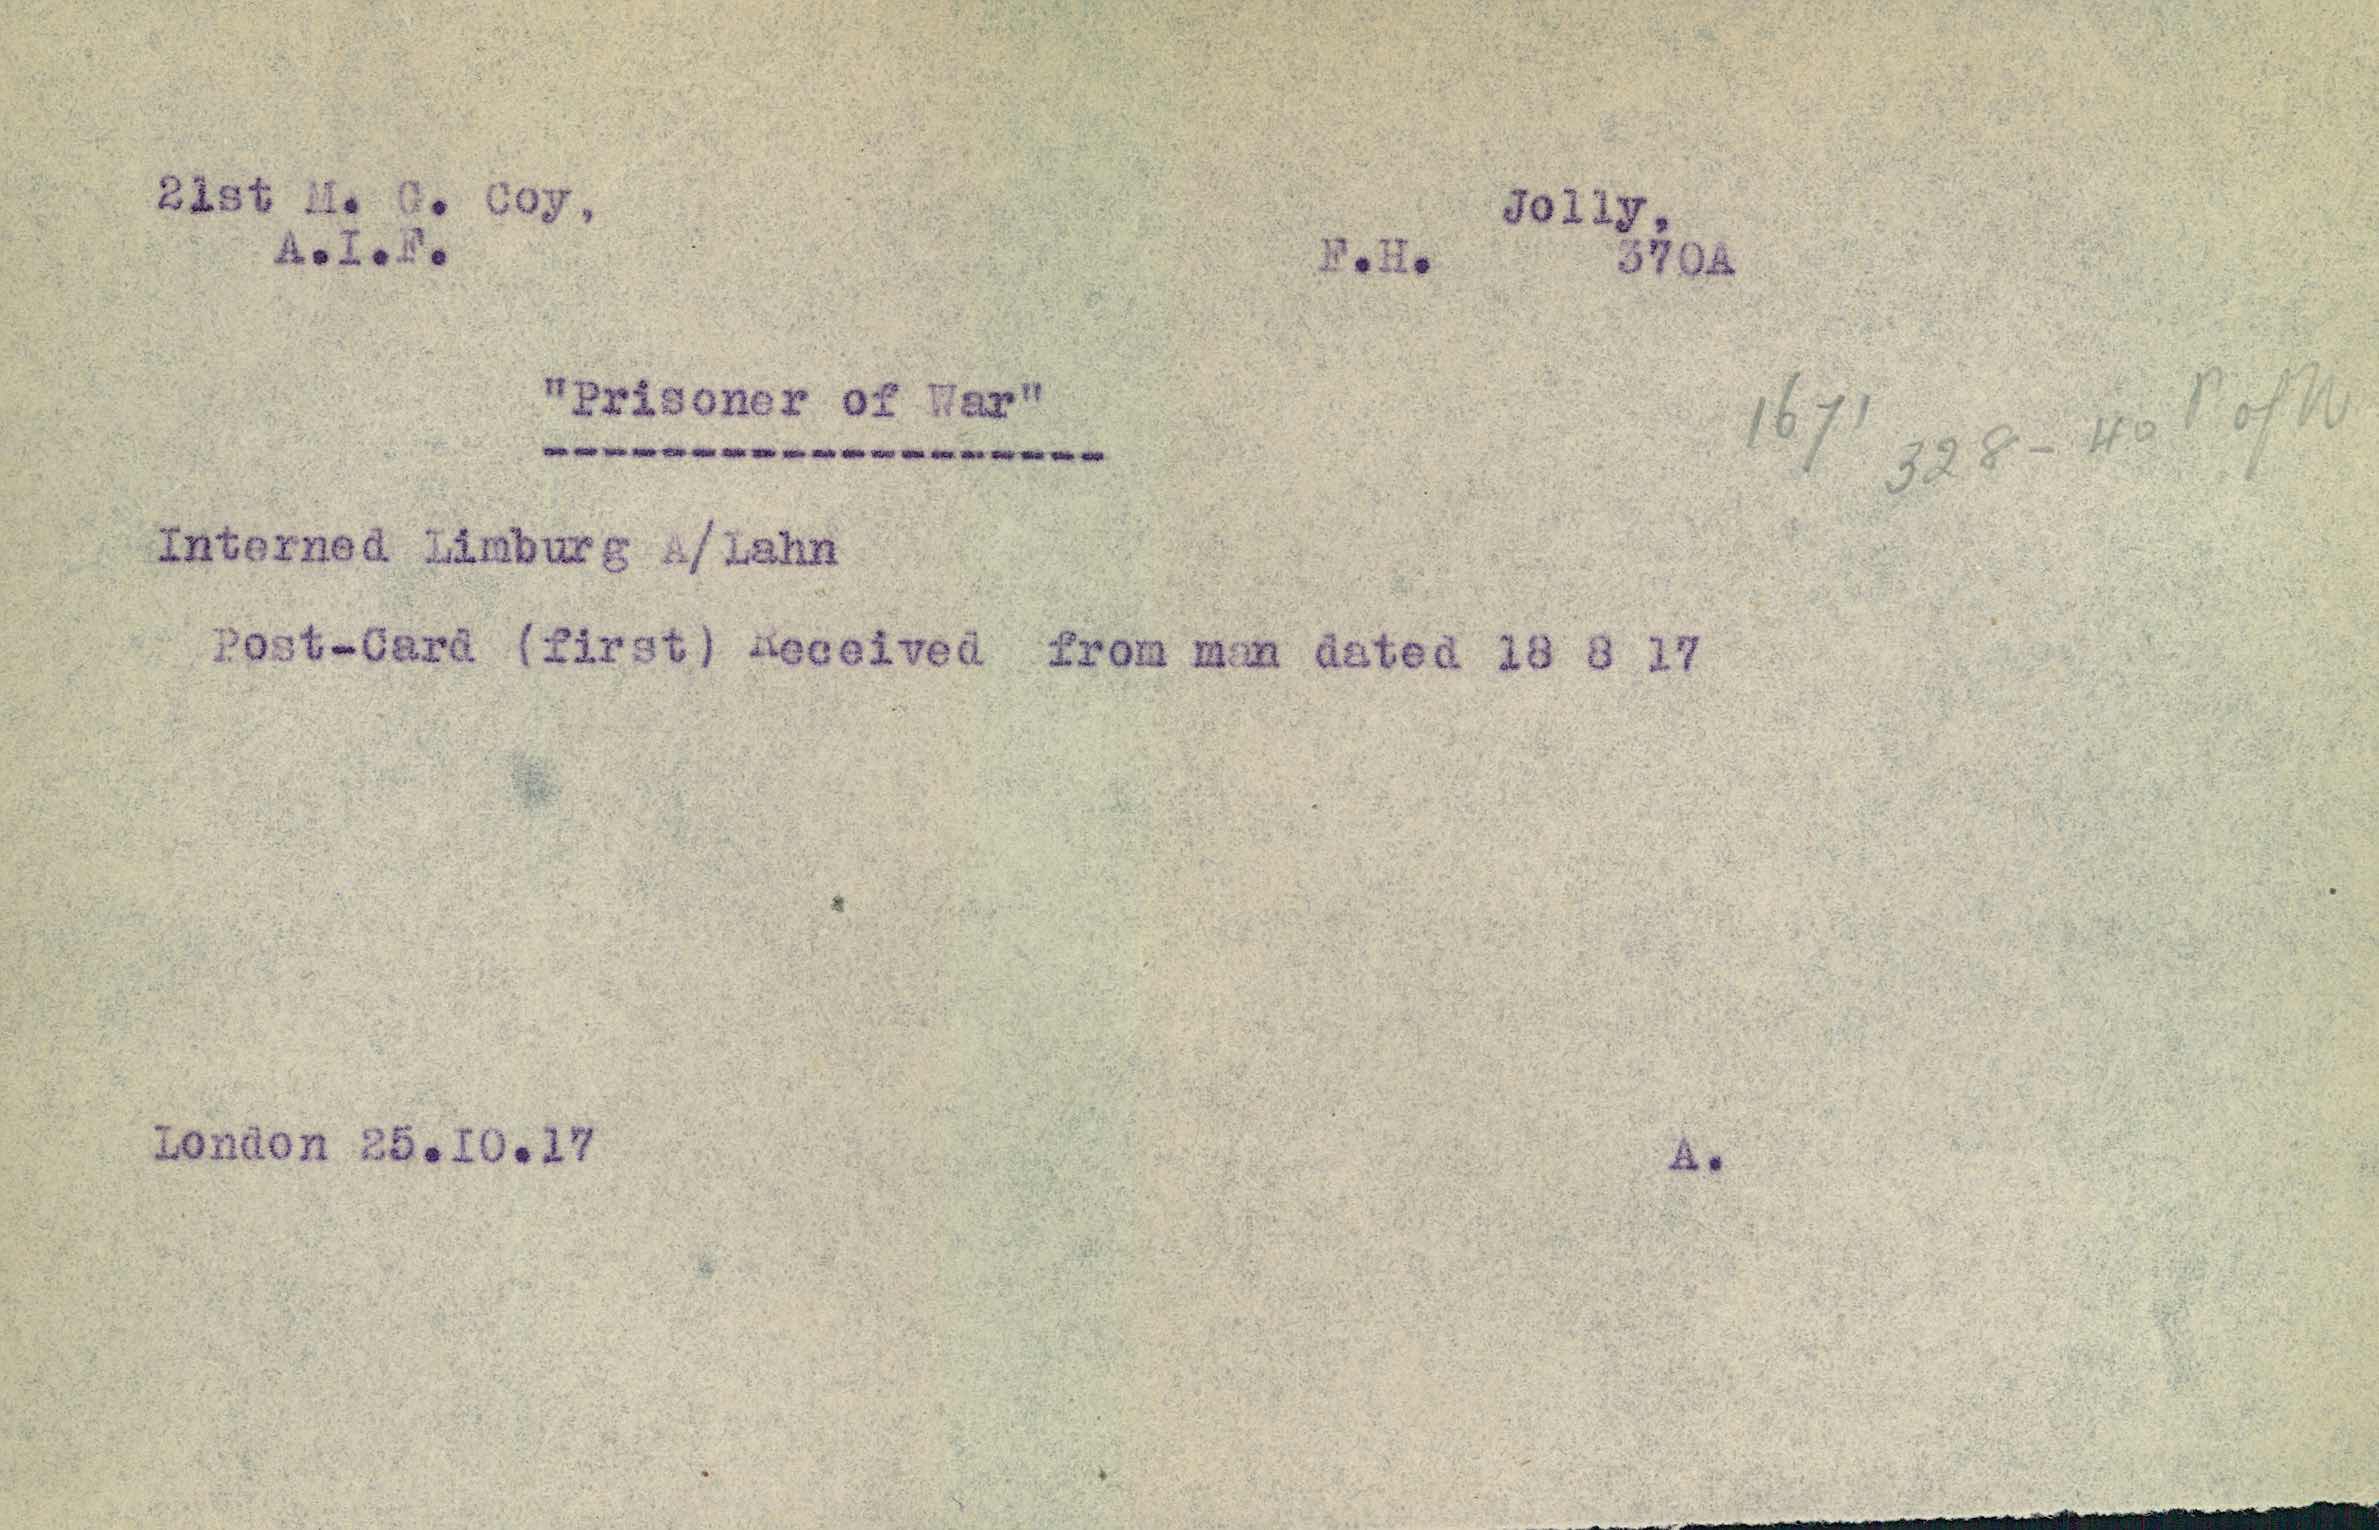 21st M. G. Coy,
A.I.F.
Jolly,
F.H. 370A
"Prisoner of War"
-------------------
1671 328-40 P of W
Interned Limburg A/Lahn
Post-Card (first) Received from man dated 18 8 17
London 25.I0.17
A.